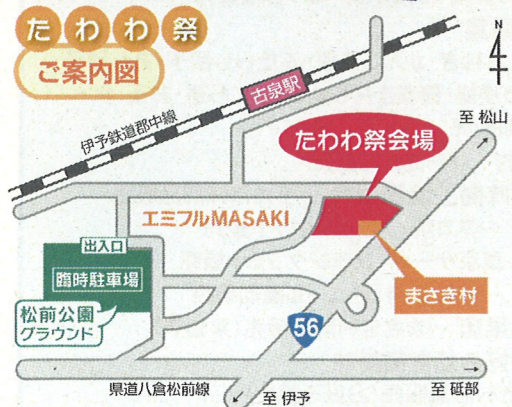 たわわ祭
ご案内図
N
古泉駅
伊予鉄道郡中線
至 松山
たわわ祭会場
エミフルMASAKI
出入口
臨時駐車場
まさき村
松前公園
グラウンド
56
県道八倉松前線
至 伊予
至 砥部